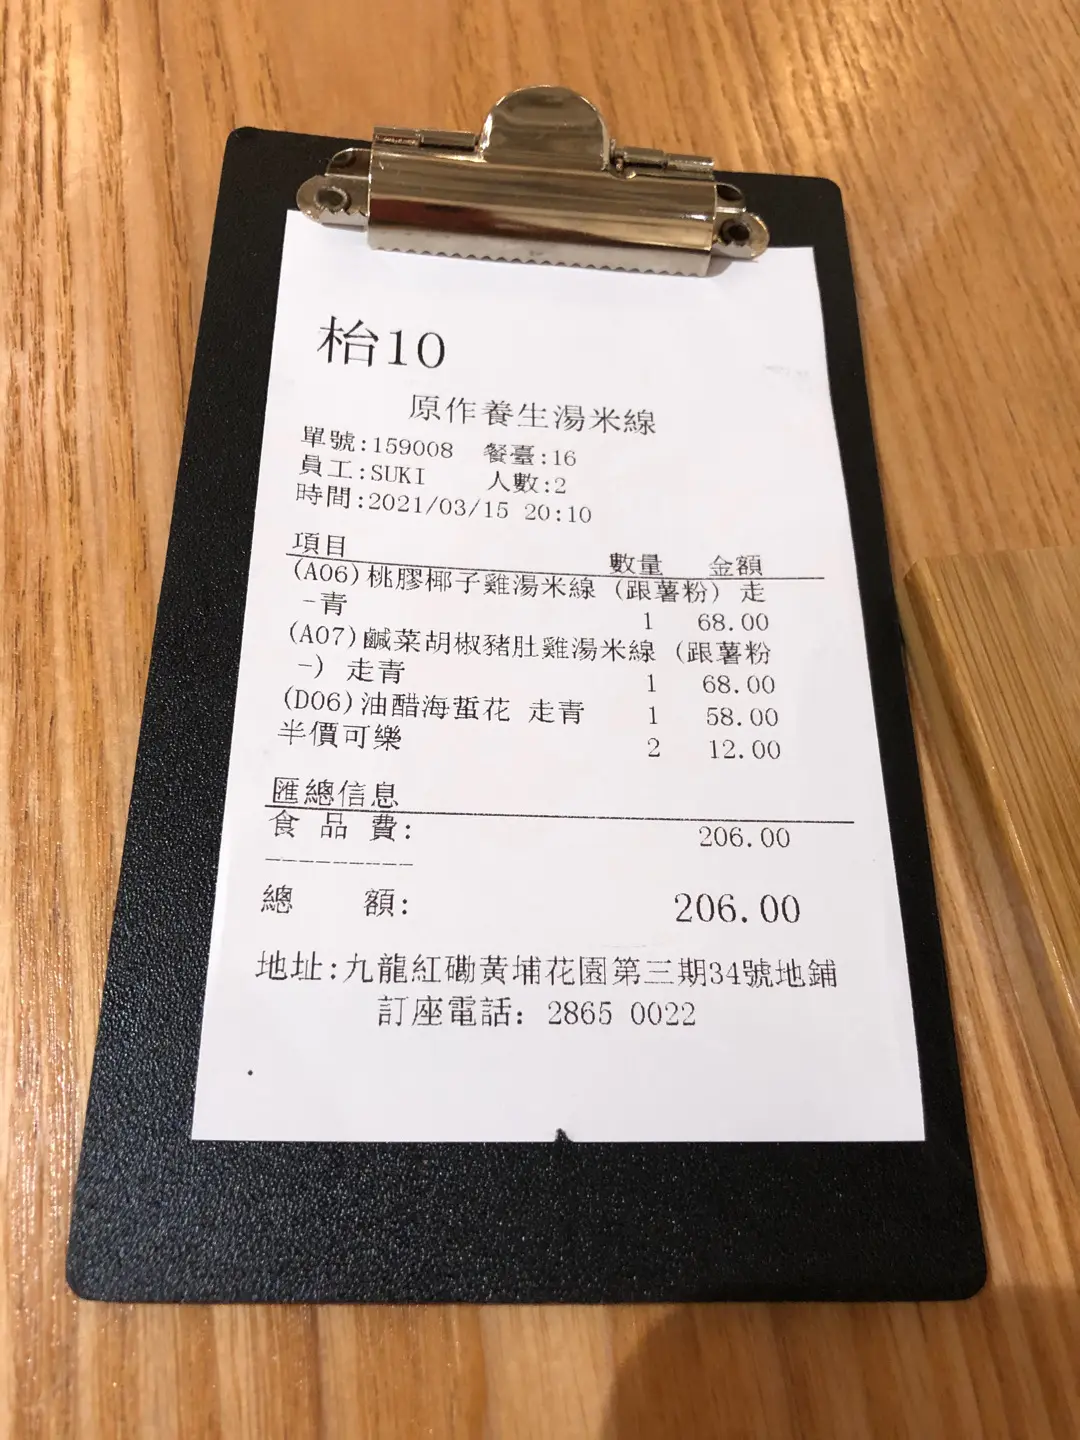 枱10
原作養生湯米線
單號:159008 餐臺:16
員工:SUKI 人數:2
時間:2021/03/15 20:10
項目 數量 金額
(A06)桃膠椰子雞湯米線 (跟薯粉) 走
-青 1 68.00
(A07)鹹菜胡椒豬肚雞湯米線 (跟薯粉
-) 走青 1 68.00
(D06)油醋海蜇花 走青 1 58.00
半價可樂 2 12.00
匯總信息
食 品 費: 206.00
---------
總 額: 206.00
地址:九龍紅磡黃埔花園第三期34號地鋪
訂座電話: 2865 0022